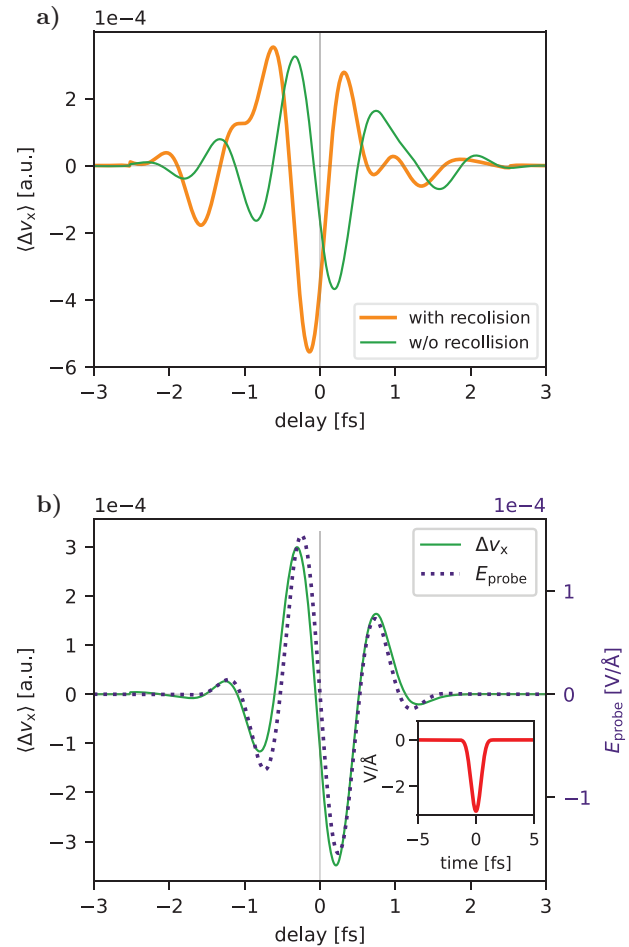 a)
1e−4
2
0
−2
−4
−6
⟨Δvx⟩ [a.u.]
with recolision
w/o recollision
−3 −2 −1 0 1 2 3
delay [fs]
b)
1e−4
1e−4
3
2
1
0
−1
−2
−3
⟨Δvx⟩ [a.u.]
Δvx
Eprobe
1
0
−1
Eprobe [V/Å]
0
−2
V/Å
−5 0 5
time [fs]
−3 −2 −1 0 1 2 3
delay [fs]